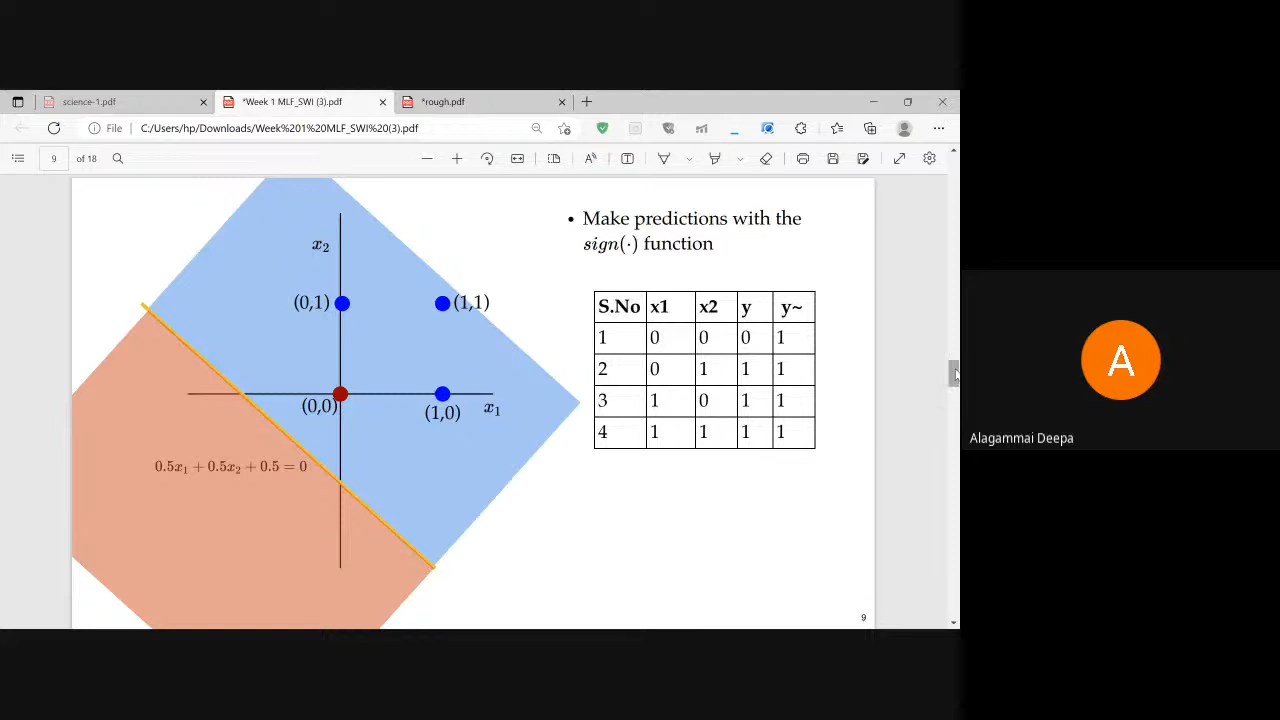 science-1.pdf
*Week 1 MLF_SWI (3).pdf
*rough.pdf
File
C:/Users/hp/Downloads/Week%201%20MLF_SWI%20(3).pdf
9 of 18
x₂
(0,1)
(1,1)
(0,0)
(1,0)
x₁
0.5x₁ + 0.5x₂ + 0.5 = 0
• Make predictions with the
sign(·) function
S.No x1 x2 y y~
1 0 0 0 1
2 0 1 1 1
3 1 0 1 1
4 1 1 1 1
9
A
Alagammai Deepa